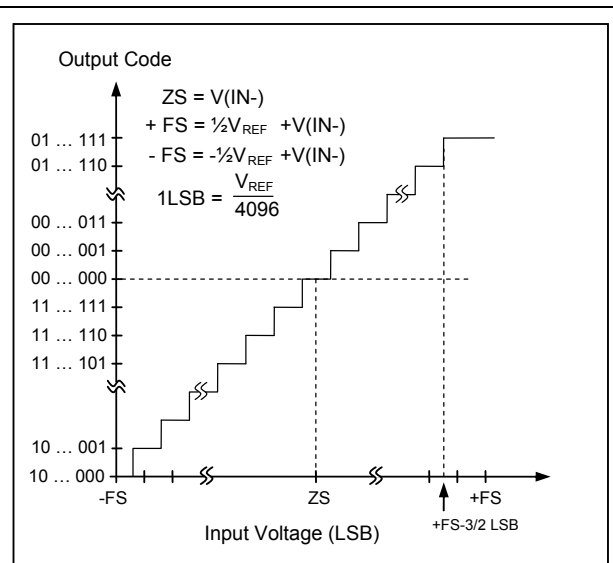 Output Code
ZS = V(IN-)
+ FS = ½VREF +V(IN-)
- FS = -½VREF +V(IN-)
1LSB = VREF
4096
01 ... 111
01 ... 110
00 ... 011
00 ... 001
00 ... 000
11 ... 111
11 ... 110
11 ... 101
10 ... 001
10 ... 000
-FS
ZS
+FS
+FS-3/2 LSB
Input Voltage (LSB)